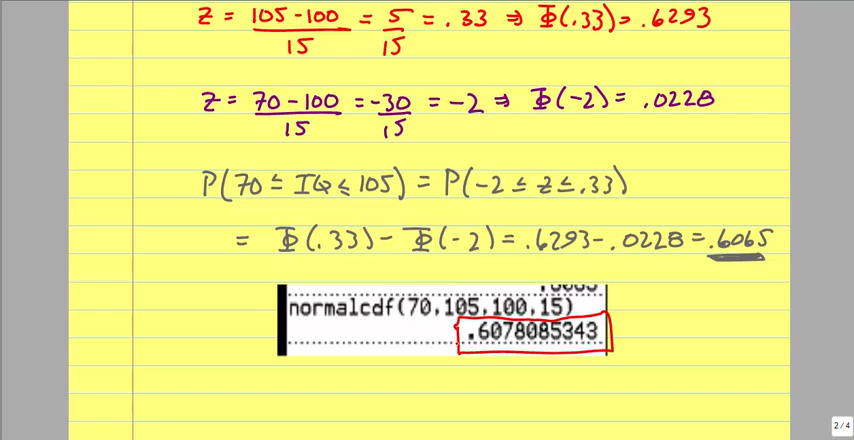 Z = 105-100/15 = 5/15 = .33 ⇒ Φ(.33) = .6293
Z = 70-100/15 = -30/15 = -2 ⇒ Φ(-2) = .0228
P(70 ≤ IQ ≤ 105) = P(-2 ≤ Z ≤ .33)
= Φ(.33) - Φ(-2) = .6293 - .0228 = .6065
normalcdf(70,105,100,15)
.6078085343
2/4